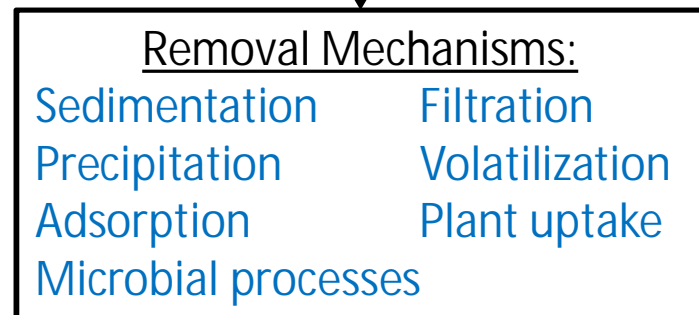 Removal Mechanisms:
Sedimentation Filtration
Precipitation Volatilization
Adsorption Plant uptake
Microbial processes